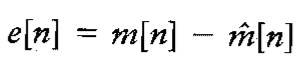 e[n] = m[n] − m̂[n]